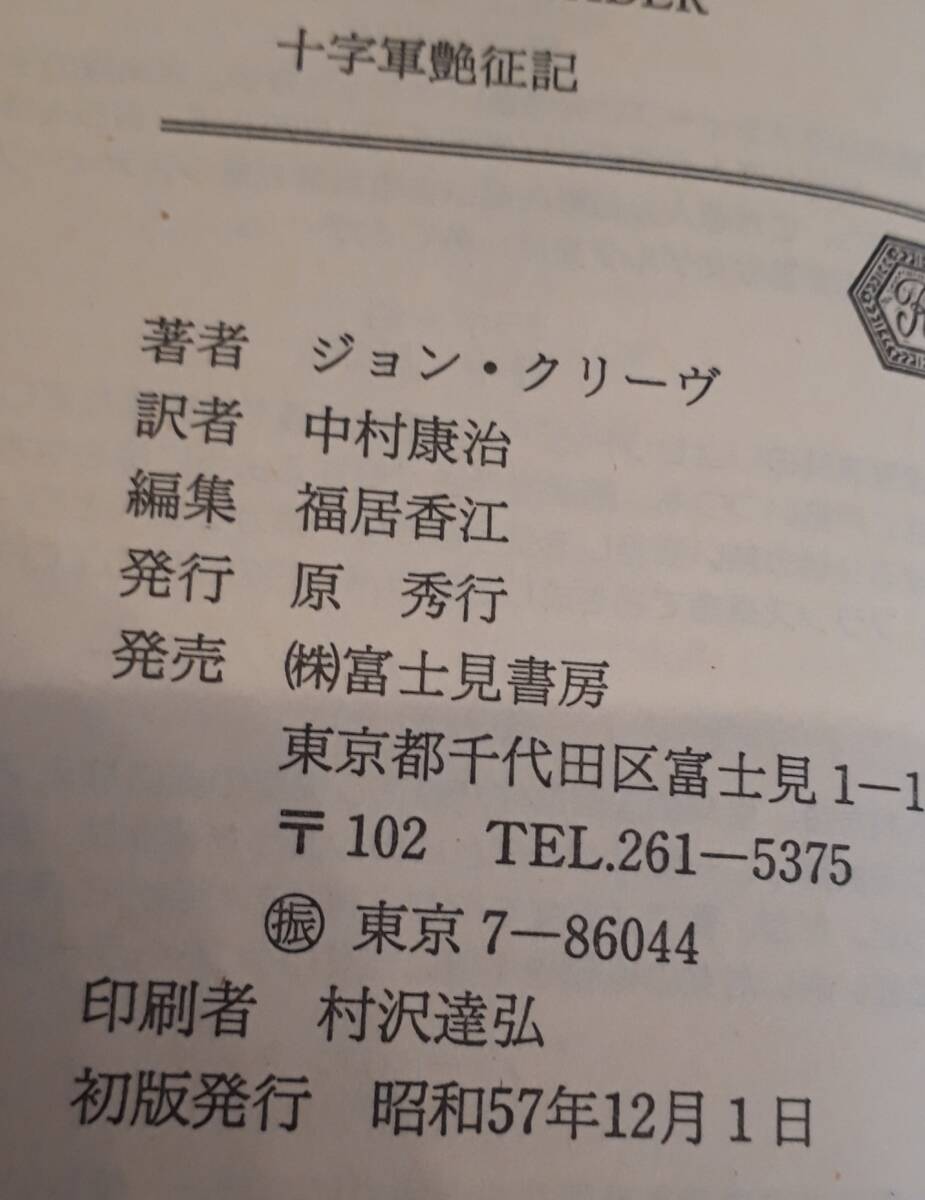 十字軍艶征記
著者 ジョン・クリーヴ
訳者 中村康治
編集 福居香江
発行 原 秀行
発売 ㈱富士見書房
東京都千代田区富士見1―1
〒102 TEL.261―5375
㊞振 東京7―86044
印刷者 村沢達弘
初版発行 昭和57年12月1日